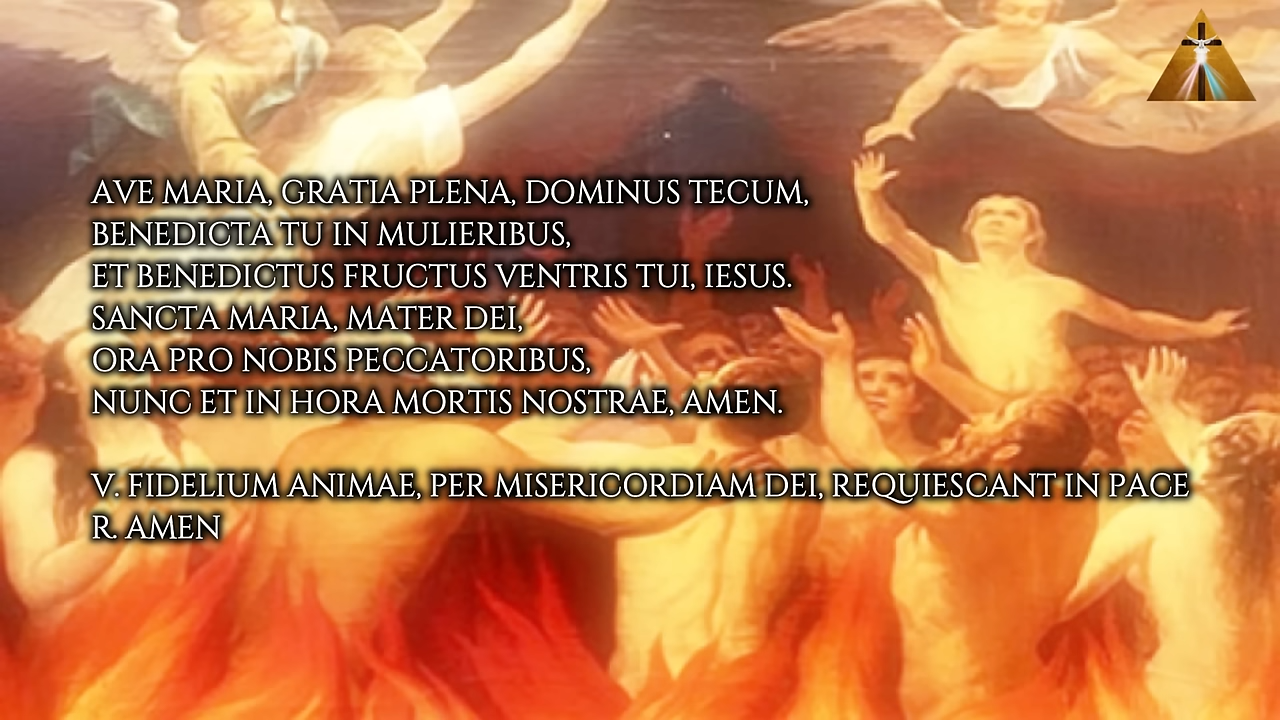 AVE MARIA, GRATIA PLENA, DOMINUS TECUM,
BENEDICTA TU IN MULIERIBUS,
ET BENEDICTUS FRUCTUS VENTRIS TUI, IESUS.
SANCTA MARIA, MATER DEI,
ORA PRO NOBIS PECCATORIBUS,
NUNC ET IN HORA MORTIS NOSTRAE, AMEN.
V. FIDELIUM ANIMAE, PER MISERICORDIAM DEI, REQUIESCANT IN PACE
R. AMEN